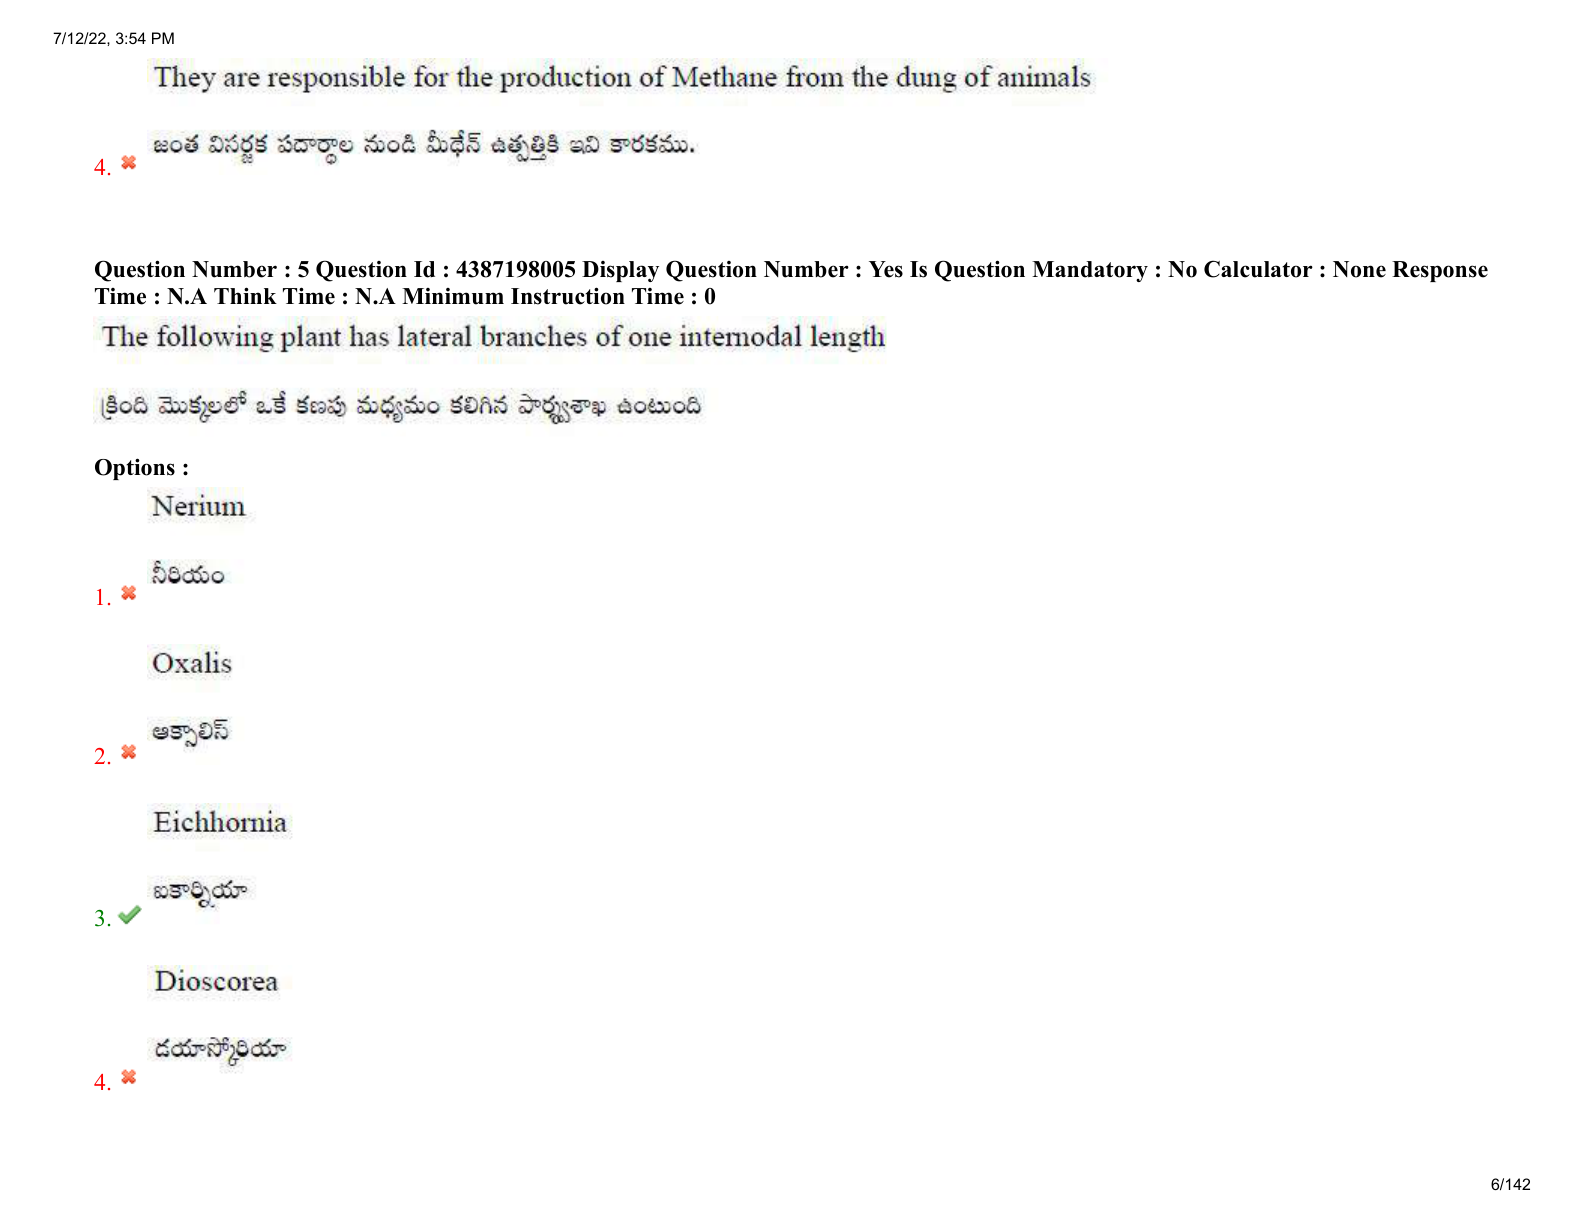 7/12/22, 3:54 PM
They are responsible for the production of Methane from the dung of animals
జంత విసర్జక పదార్థాల నుండి మీథేన్ ఉత్పత్తికి ఇవి కారకము.
4.
Question Number : 5 Question Id : 4387198005 Display Question Number : Yes Is Question Mandatory : No Calculator : None Response
Time : N.A Think Time : N.A Minimum Instruction Time : 0
The following plant has lateral branches of one internodal length
క్రింది మొక్కలలో ఒకే కణపు మధ్యమం కలిగిన పార్శ్వశాఖ ఉంటుంది
Options :
Nerium
నీరియం
1.
Oxalis
ఆక్సాలిస్
2.
Eichhornia
ఐకార్నియా
3.
Dioscorea
డయాస్కోరియా
4.
6/142